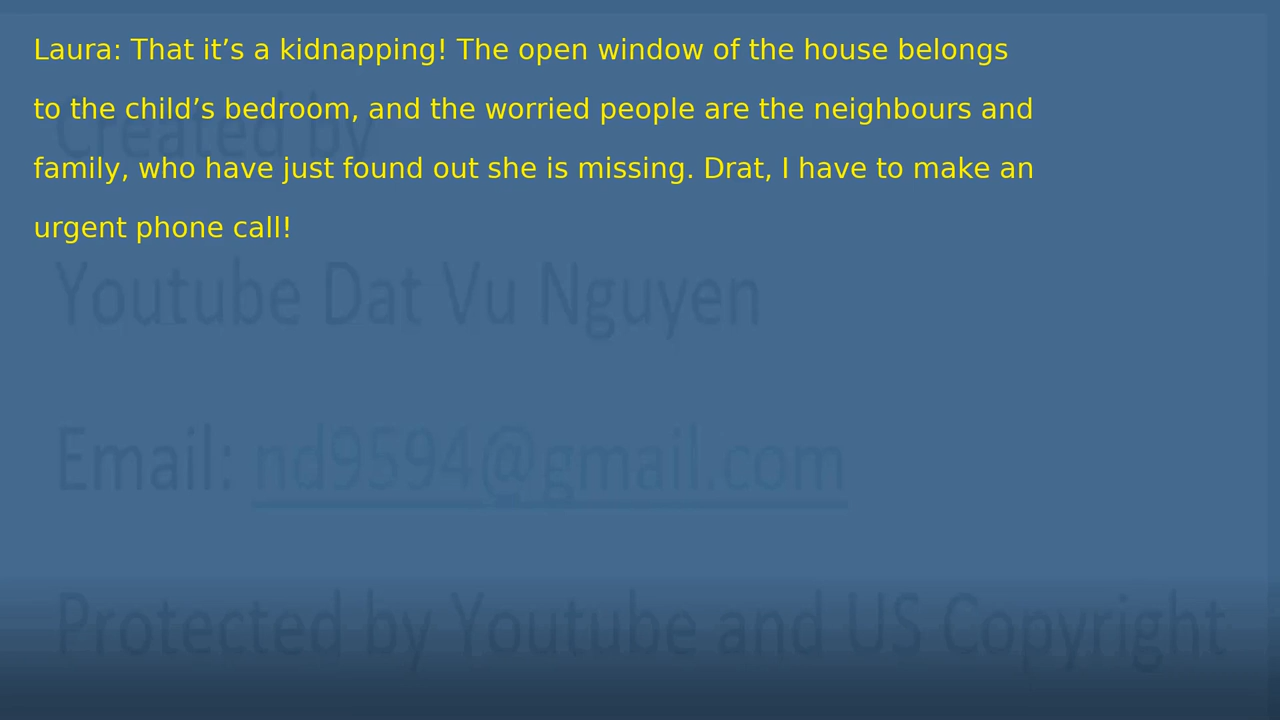 Laura: That it’s a kidnapping! The open window of the house belongs
to the child’s bedroom, and the worried people are the neighbours and
family, who have just found out she is missing. Drat, I have to make an
urgent phone call!
Created by
Youtube Dat Vu Nguyen
Email: nd9594@gmail.com
Protected by Youtube and US Copyright